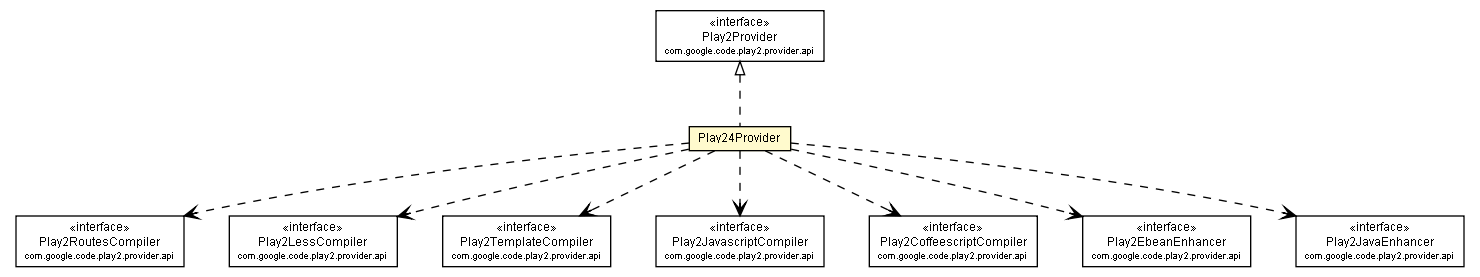 «interface»
Play2Provider
com.google.code.play2.provider.api
Play24Provider
«interface»
Play2RoutesCompiler
com.google.code.play2.provider.api
«interface»
Play2LessCompiler
com.google.code.play2.provider.api
«interface»
Play2TemplateCompiler
com.google.code.play2.provider.api
«interface»
Play2JavascriptCompiler
com.google.code.play2.provider.api
«interface»
Play2CoffeescriptCompiler
com.google.code.play2.provider.api
«interface»
Play2EbeanEnhancer
com.google.code.play2.provider.api
«interface»
Play2JavaEnhancer
com.google.code.play2.provider.api